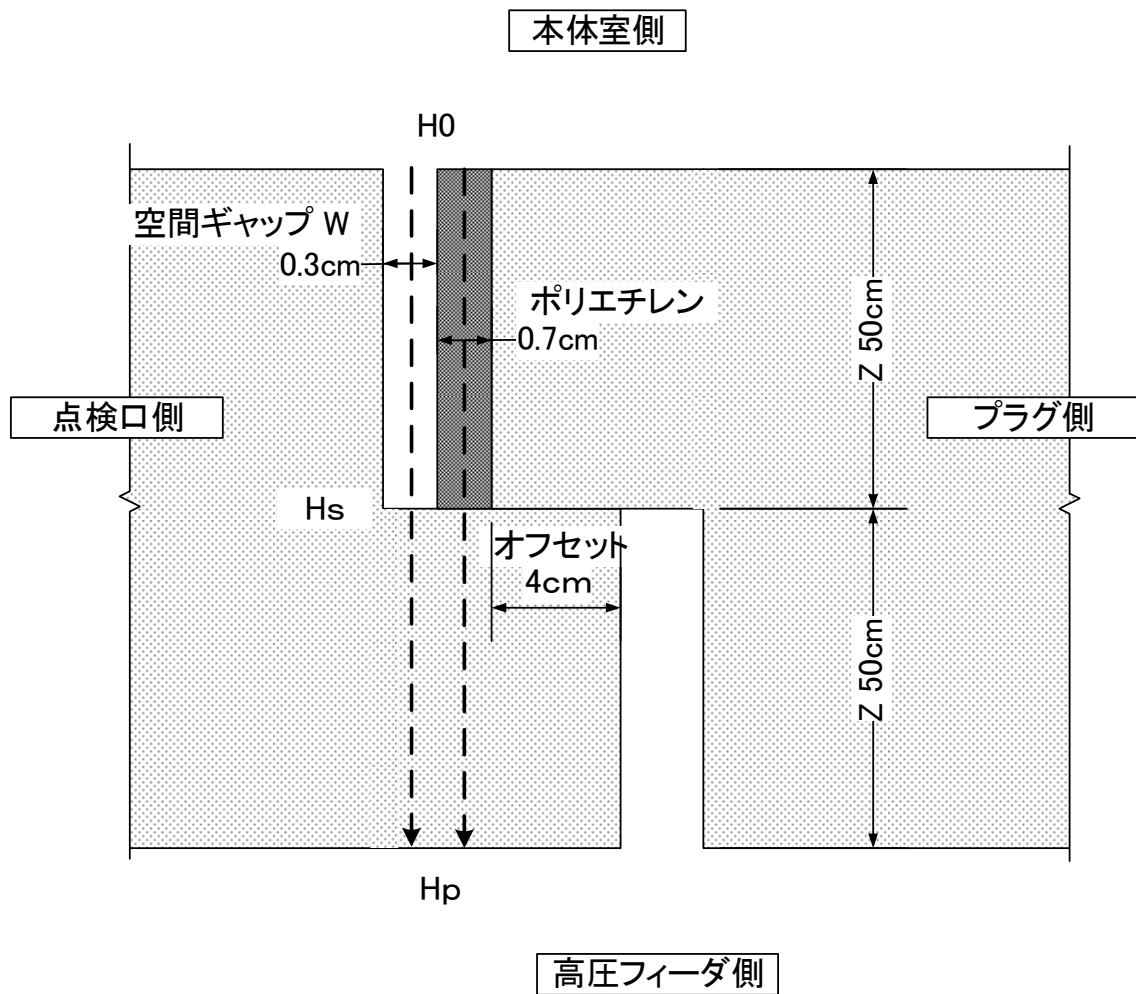 本体室側
H0
空間ギャップ W
0.3cm
ポリエチレン
0.7cm
Z 50cm
点検口側
プラグ側
Hs
オフセット
4cm
Z 50cm
Hp
高圧フィーダ側